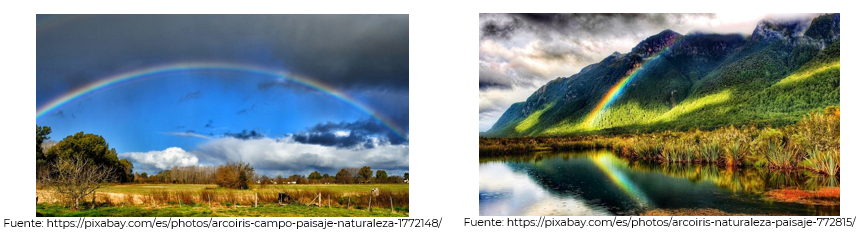 Fuente: https://pixabay.com/es/photos/arcoiris-campo-paisaje-naturaleza-1772148/
Fuente: https://pixabay.com/es/photos/arcoiris-naturaleza-paisaje-772815/